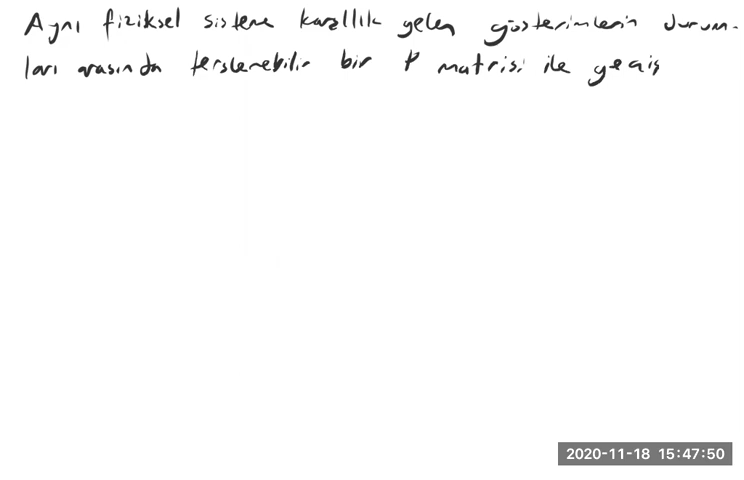 Aynı fiziksel sisteme karşılık gelen gösterimlerin durum-
ları arasında terslenebilir bir P matrisi ile geçiş
2020-11-18 15:47:50